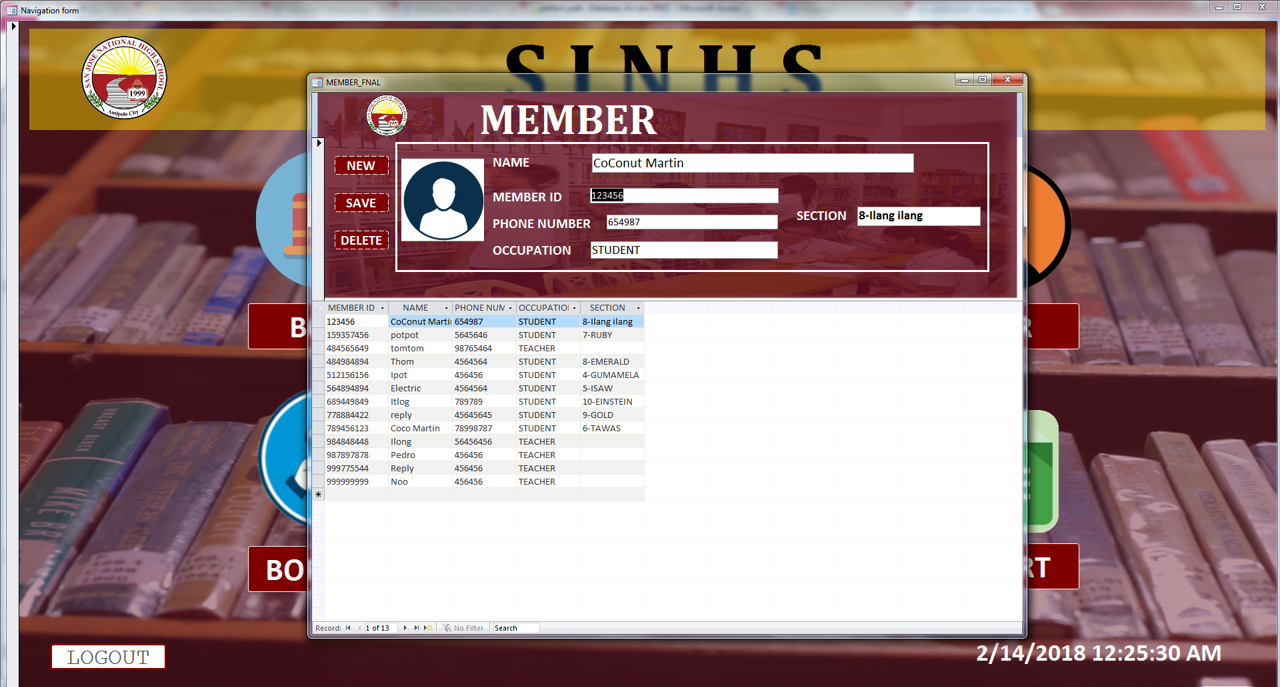 Navigation form
SJNHS
SAN JOSE NATIONAL HIGH SCHOOL
1999
Antipolo City
MEMBER_FNAL
MEMBER
NEW
SAVE
DELETE
NAME CoConut Martin
MEMBER ID 123456
PHONE NUMBER 654987
SECTION 8-Ilang ilang
OCCUPATION STUDENT
MEMBER ID NAME PHONE NUM OCCUPATIO SECTION
123456 CoConut Martin 654987 STUDENT 8-Ilang ilang
159357456 potpot 5645646 STUDENT 7-RUBY
484565649 tomtom 98765464 TEACHER
484984894 Thom 4564564 STUDENT 8-EMERALD
512156156 Ipot 456456 STUDENT 4-GUMAMELA
564894894 Electric 4564564 STUDENT 5-ISAW
689449849 Itlog 789789 STUDENT 10-EINSTEIN
778884422 reply 45645645 STUDENT 9-GOLD
789456123 Coco Martin 78998787 STUDENT 6-TAWAS
984848448 Ilong 56456456 TEACHER
987897878 Pedro 456456 TEACHER
999775544 Reply 456456 TEACHER
999999999 Noo 456456 TEACHER
Record: 1 of 13 No Filter Search
B
R
BO
RT
LOGOUT
2/14/2018 12:25:30 AM